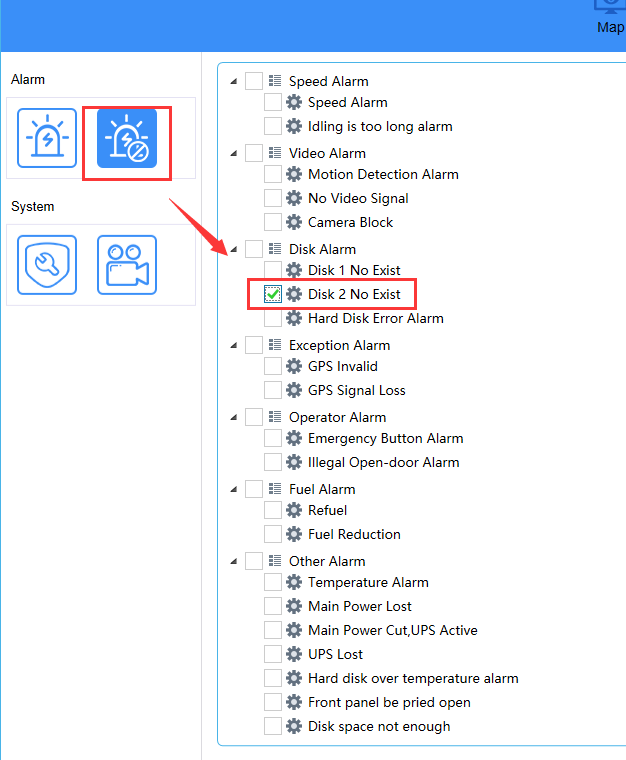 Map
Alarm
System
Speed Alarm
Speed Alarm
Idling is too long alarm
Video Alarm
Motion Detection Alarm
No Video Signal
Camera Block
Disk Alarm
Disk 1 No Exist
Disk 2 No Exist
Hard Disk Error Alarm
Exception Alarm
GPS Invalid
GPS Signal Loss
Operator Alarm
Emergency Button Alarm
Illegal Open-door Alarm
Fuel Alarm
Refuel
Fuel Reduction
Other Alarm
Temperature Alarm
Main Power Lost
Main Power Cut,UPS Active
UPS Lost
Hard disk over temperature alarm
Front panel be pried open
Disk space not enough